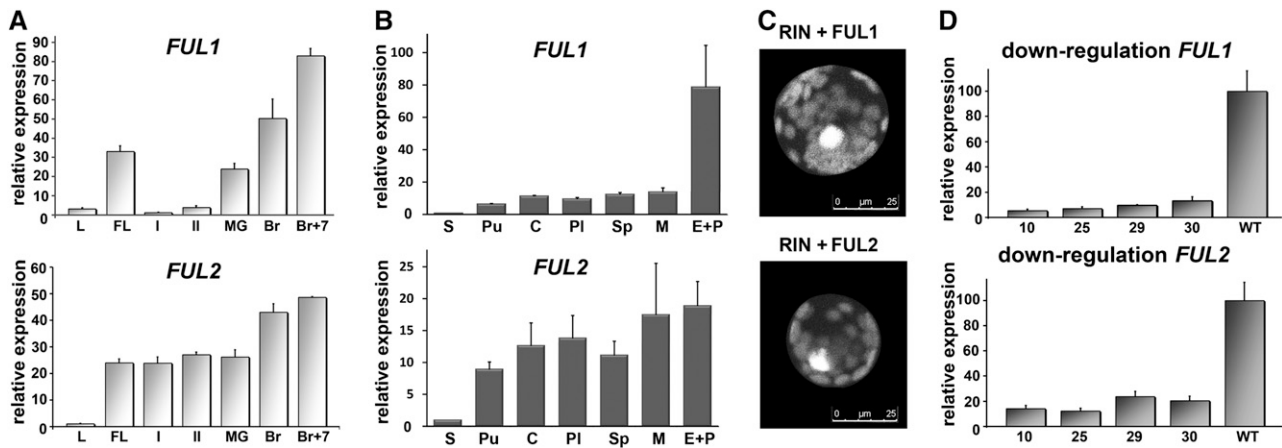 A
FUL1
relative expression
90
80
70
60
50
40
30
20
10
0
L FL I II MG Br Br+7
FUL2
relative expression
60
50
40
30
20
10
0
L FL I II MG Br Br+7
B
FUL1
relative expression
100
80
60
40
20
0
S Pu C Pl Sp M E+P
FUL2
relative expression
25
20
15
10
5
0
S Pu C Pl Sp M E+P
C
RIN + FUL1
0 µm 25
RIN + FUL2
0 µm 25
D
down-regulation FUL1
relative expression
100
80
60
40
20
0
10 25 29 30 WT
down-regulation FUL2
relative expression
100
80
60
40
20
0
10 25 29 30 WT